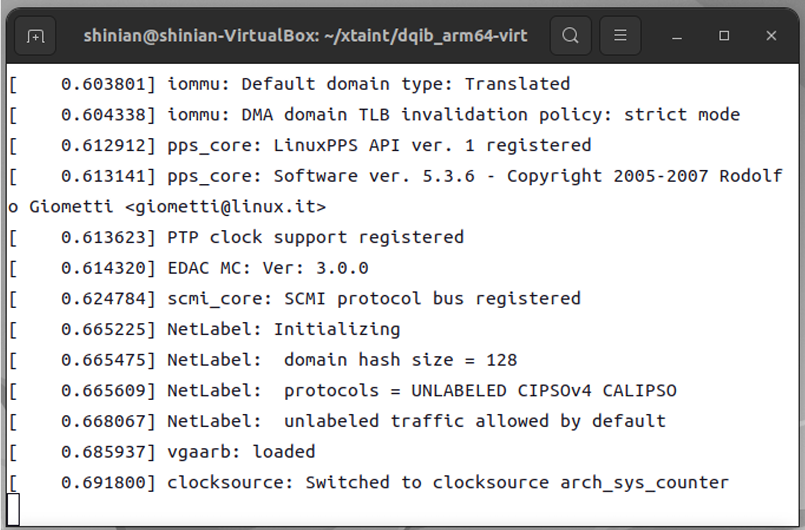 shinian@shinian-VirtualBox: ~/xtaint/dqib_arm64-virt
[    0.603801] iommu: Default domain type: Translated
[    0.604338] iommu: DMA domain TLB invalidation policy: strict mode
[    0.612912] pps_core: LinuxPPS API ver. 1 registered
[    0.613141] pps_core: Software ver. 5.3.6 - Copyright 2005-2007 Rodolf
o Giometti <giometti@linux.it>
[    0.613623] PTP clock support registered
[    0.614320] EDAC MC: Ver: 3.0.0
[    0.624784] scmi_core: SCMI protocol bus registered
[    0.665225] NetLabel: Initializing
[    0.665475] NetLabel:  domain hash size = 128
[    0.665609] NetLabel:  protocols = UNLABELED CIPSOv4 CALIPSO
[    0.668067] NetLabel:  unlabeled traffic allowed by default
[    0.685937] vgaarb: loaded
[    0.691800] clocksource: Switched to clocksource arch_sys_counter